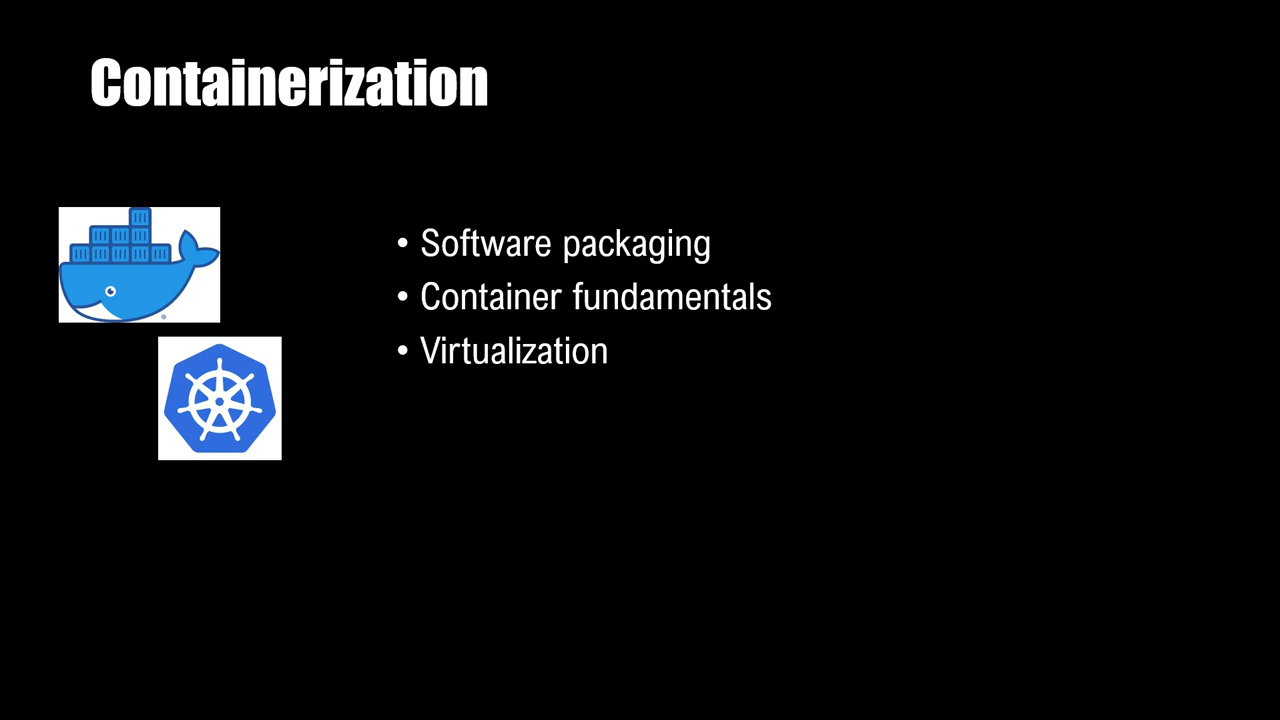 Containerization
• Software packaging
• Container fundamentals
• Virtualization